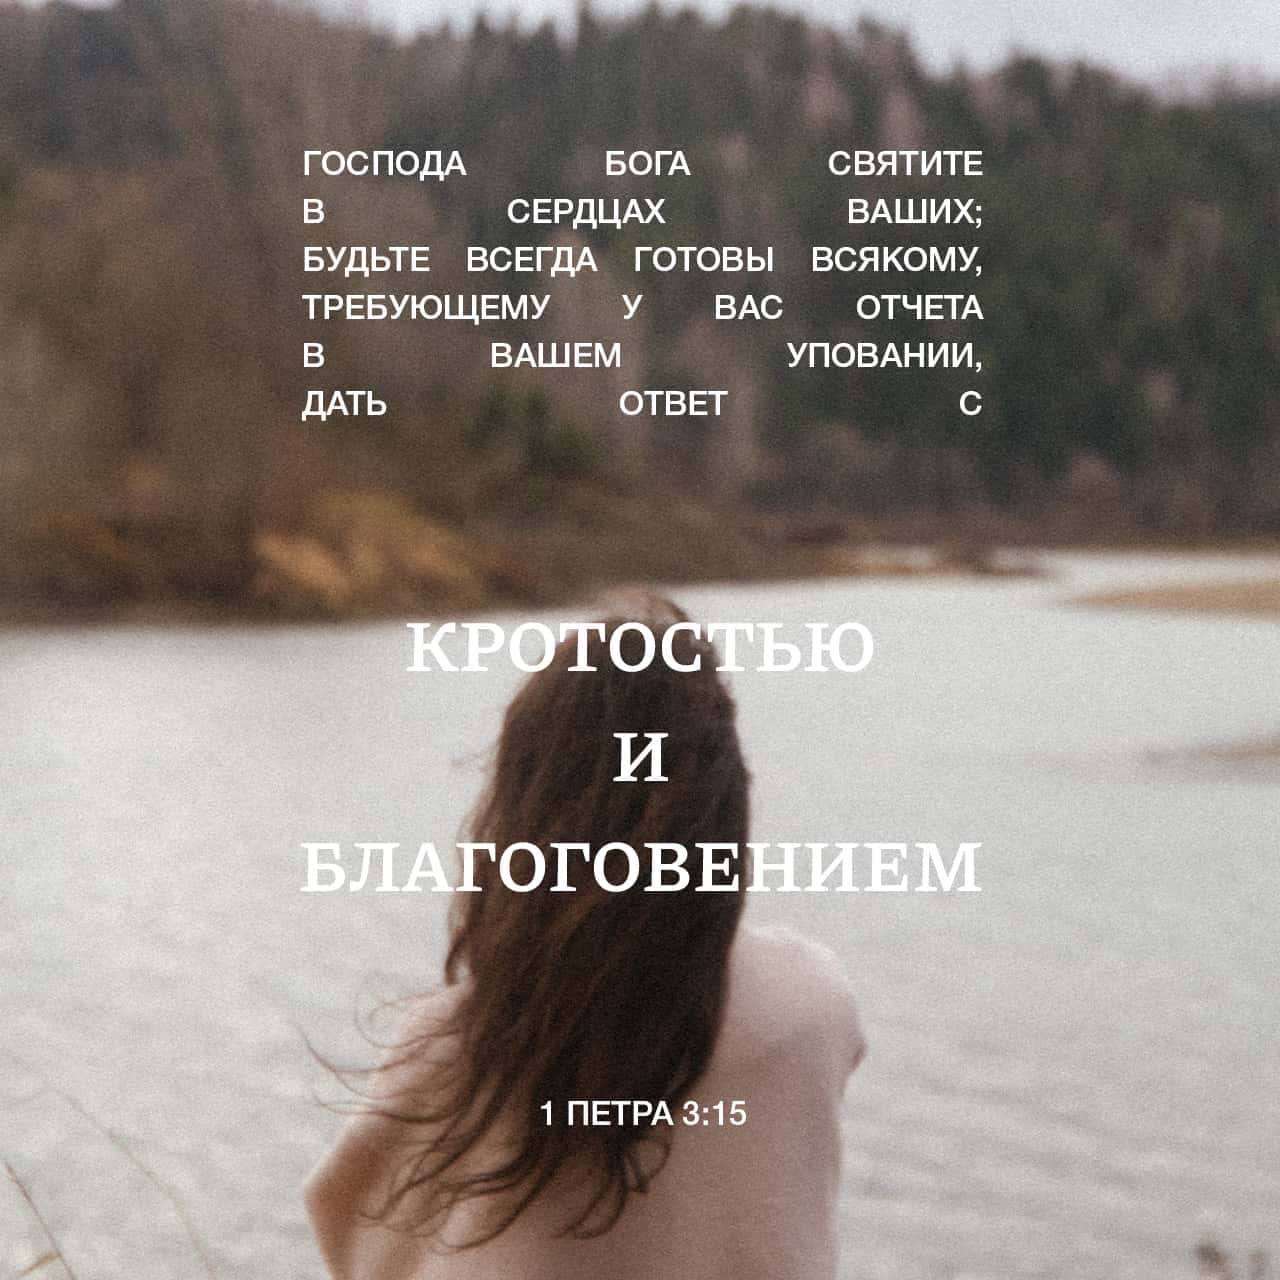 ГОСПОДА БОГА СВЯТИТЕ
В СЕРДЦАХ ВАШИХ;
БУДЬТЕ ВСЕГДА ГОТОВЫ ВСЯКОМУ,
ТРЕБУЮЩЕМУ У ВАС ОТЧЕТА
В ВАШЕМ УПОВАНИИ,
ДАТЬ ОТВЕТ С
КРОТОСТЬЮ
И
БЛАГОГОВЕНИЕМ
1 ПЕТРА 3:15